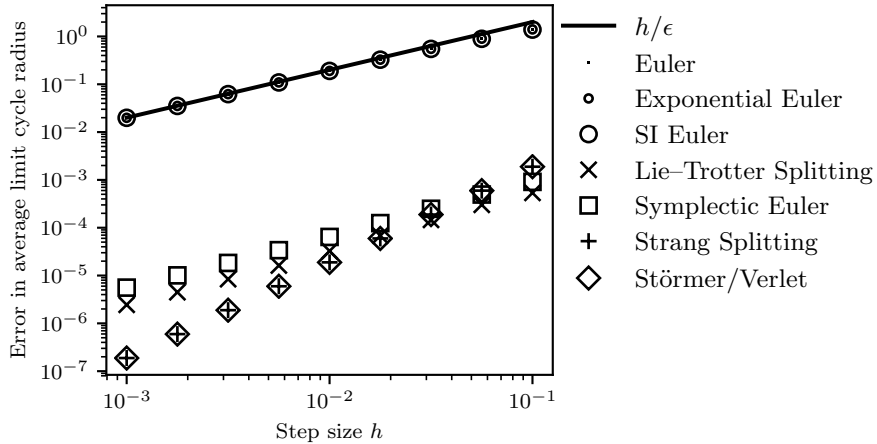 10⁰
10⁻¹
10⁻²
10⁻³
10⁻⁴
10⁻⁵
10⁻⁶
10⁻⁷
Error in average limit cycle radius
10⁻³
10⁻²
10⁻¹
Step size h
h/ϵ
Euler
Exponential Euler
SI Euler
Lie–Trotter Splitting
Symplectic Euler
Strang Splitting
Störmer/Verlet